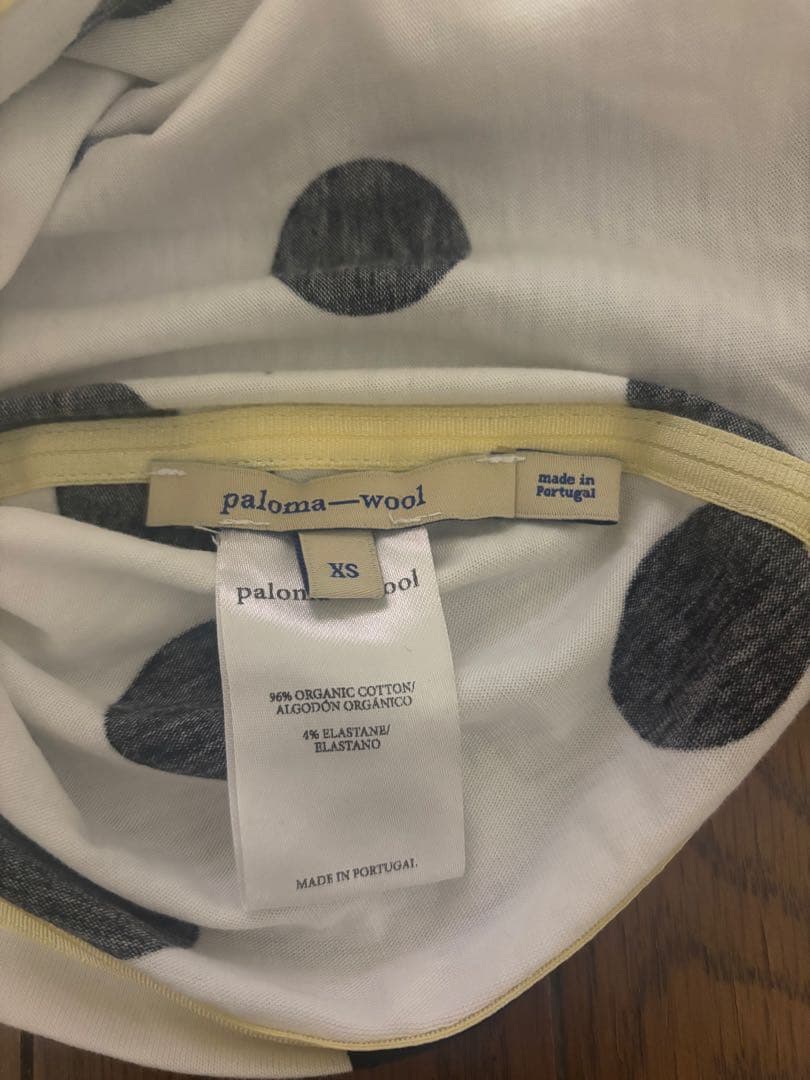 paloma—wool
made in
Portugal
XS
96% ORGANIC COTTON/
ALGODÓN ORGÁNICO
4% ELASTANE/
ELASTANO
MADE IN PORTUGAL